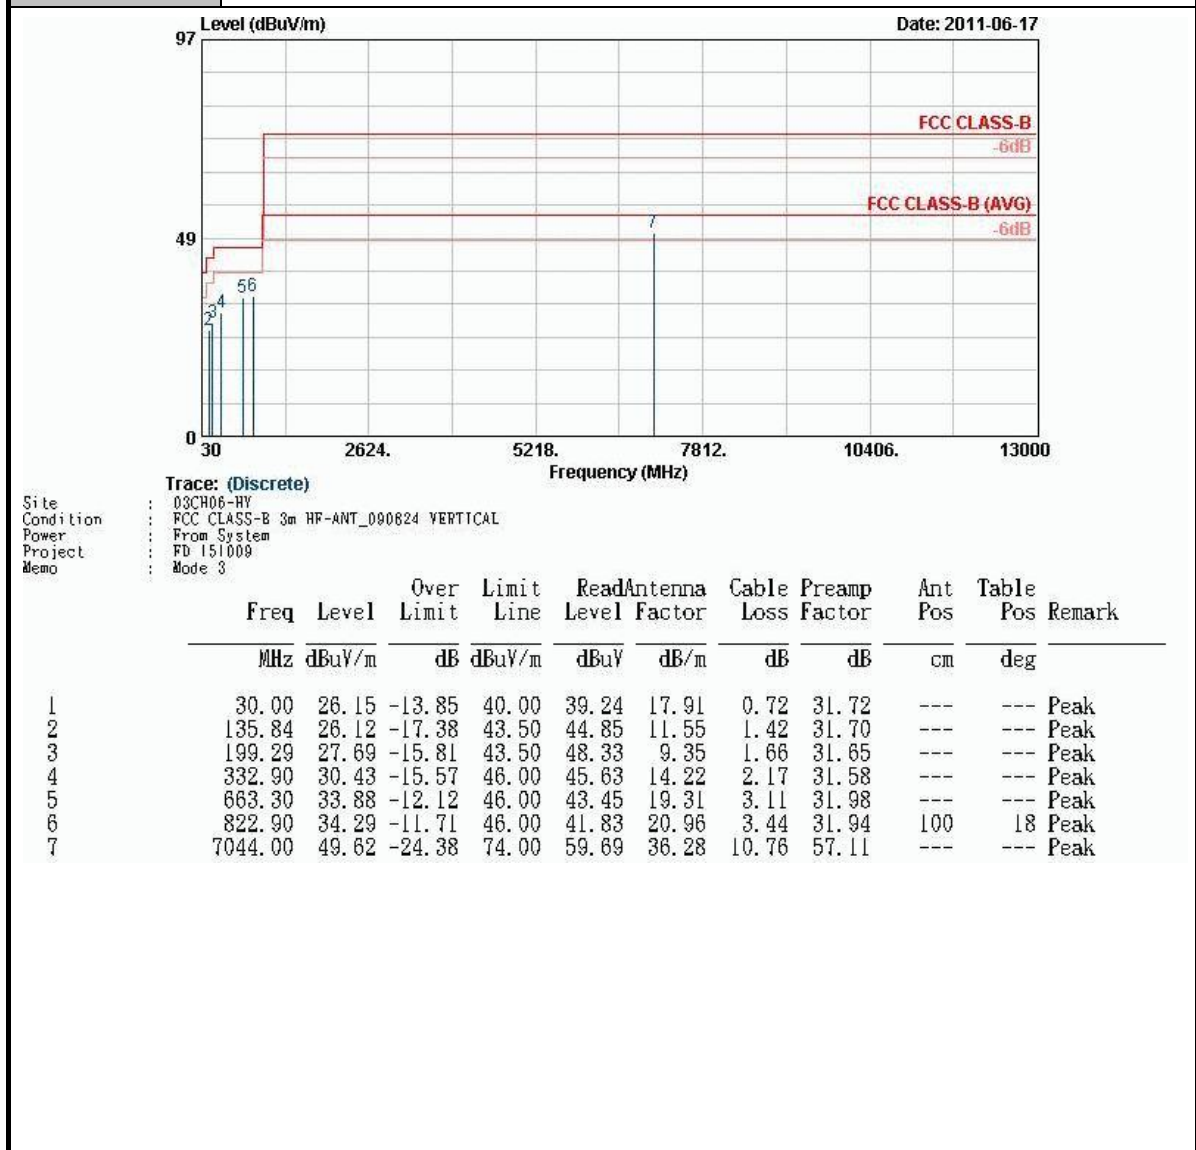 Level (dBuV/m) Date: 2011-06-17
97
FCC CLASS-B
-6dB
FCC CLASS-B (AVG)
-6dB
7
49
5 6
4
3
2
0
30 2624. 5218. 7812. 10406. 13000
Frequency (MHz)
Trace: (Discrete)
Site : 03CH06-HY
Condition : FCC CLASS-B 3m HF-ANT_090624 VERTICAL
Power : From System
Project : FD 151009
Memo : Mode 3
Over Limit ReadAntenna Cable Preamp Ant Table
Freq Level Limit Line Level Factor Loss Factor Pos Pos Remark
MHz dBuV/m dB dBuV/m dBuV dB/m dB dB cm deg
1 30.00 26.15 -13.85 40.00 39.24 17.91 0.72 31.72 --- --- Peak
2 135.84 26.12 -17.38 43.50 44.85 11.55 1.42 31.70 --- --- Peak
3 199.29 27.69 -15.81 43.50 48.33 9.35 1.66 31.65 --- --- Peak
4 332.90 30.43 -15.57 46.00 45.63 14.22 2.17 31.58 --- --- Peak
5 663.30 33.88 -12.12 46.00 43.45 19.31 3.11 31.98 --- --- Peak
6 822.90 34.29 -11.71 46.00 41.83 20.96 3.44 31.94 100 18 Peak
7 7044.00 49.62 -24.38 74.00 59.69 36.28 10.76 57.11 --- --- Peak